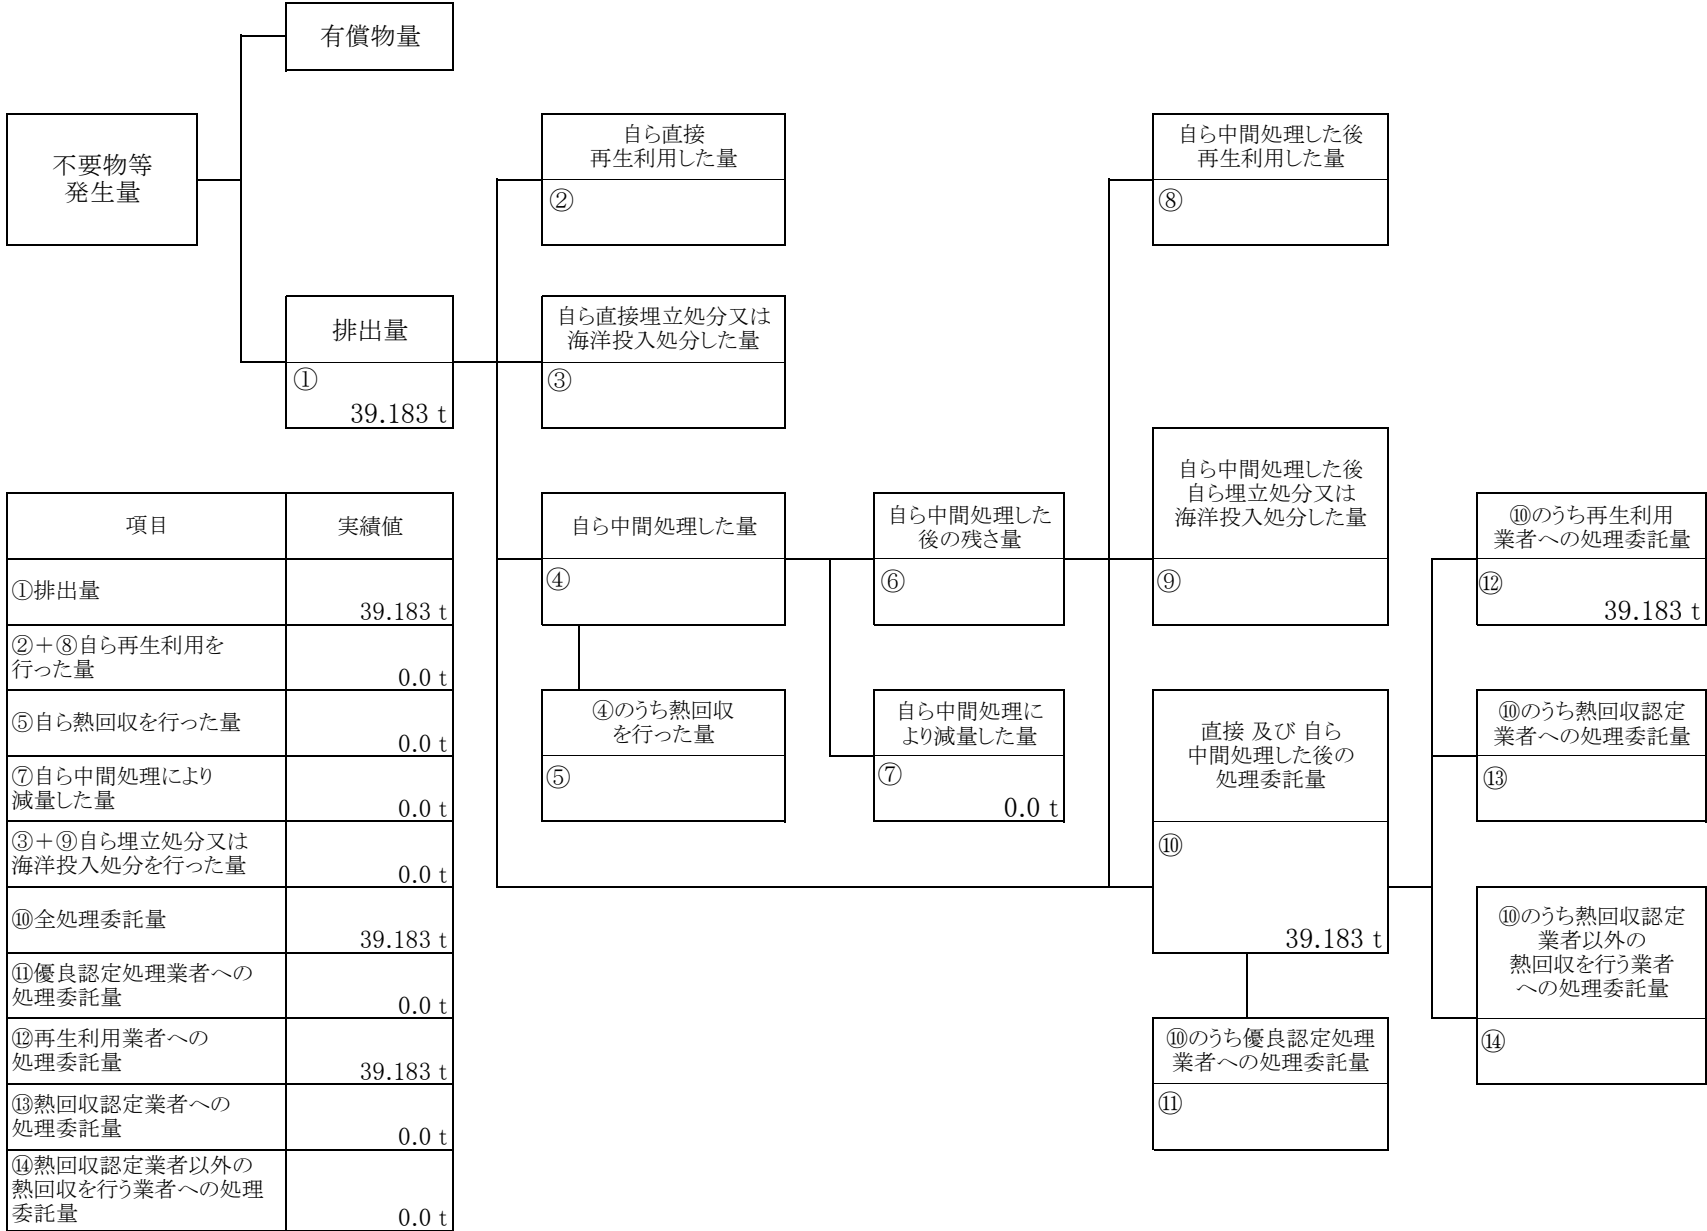 有償物量
不要物等
発生量
自ら直接
再生利用した量
②
自ら中間処理した後
再生利用した量
⑧
排出量
①
39.183 t
自ら直接埋立処分又は
海洋投入処分した量
③
自ら中間処理した量
④
自ら中間処理した
後の残さ量
⑥
自ら中間処理した後
自ら埋立処分又は
海洋投入処分した量
⑨
⑩のうち再生利用
業者への処理委託量
⑫
39.183 t
④のうち熱回収
を行った量
⑤
自ら中間処理に
より減量した量
⑦
0.0 t
直接 及び 自ら
中間処理した後の
処理委託量
⑩
39.183 t
⑩のうち熱回収認定
業者への処理委託量
⑬
⑩のうち熱回収認定
業者以外の
熱回収を行う業者
への処理委託量
⑭
⑩のうち優良認定処理
業者への処理委託量
⑪
項目
実績値
①排出量
39.183 t
②+⑧自ら再生利用を
行った量
0.0 t
⑤自ら熱回収を行った量
0.0 t
⑦自ら中間処理により
減量した量
0.0 t
③+⑨自ら埋立処分又は
海洋投入処分を行った量
0.0 t
⑩全処理委託量
39.183 t
⑪優良認定処理業者への
処理委託量
0.0 t
⑫再生利用業者への
処理委託量
39.183 t
⑬熱回収認定業者への
処理委託量
0.0 t
⑭熱回収認定業者以外の
熱回収を行う業者への処理
委託量
0.0 t